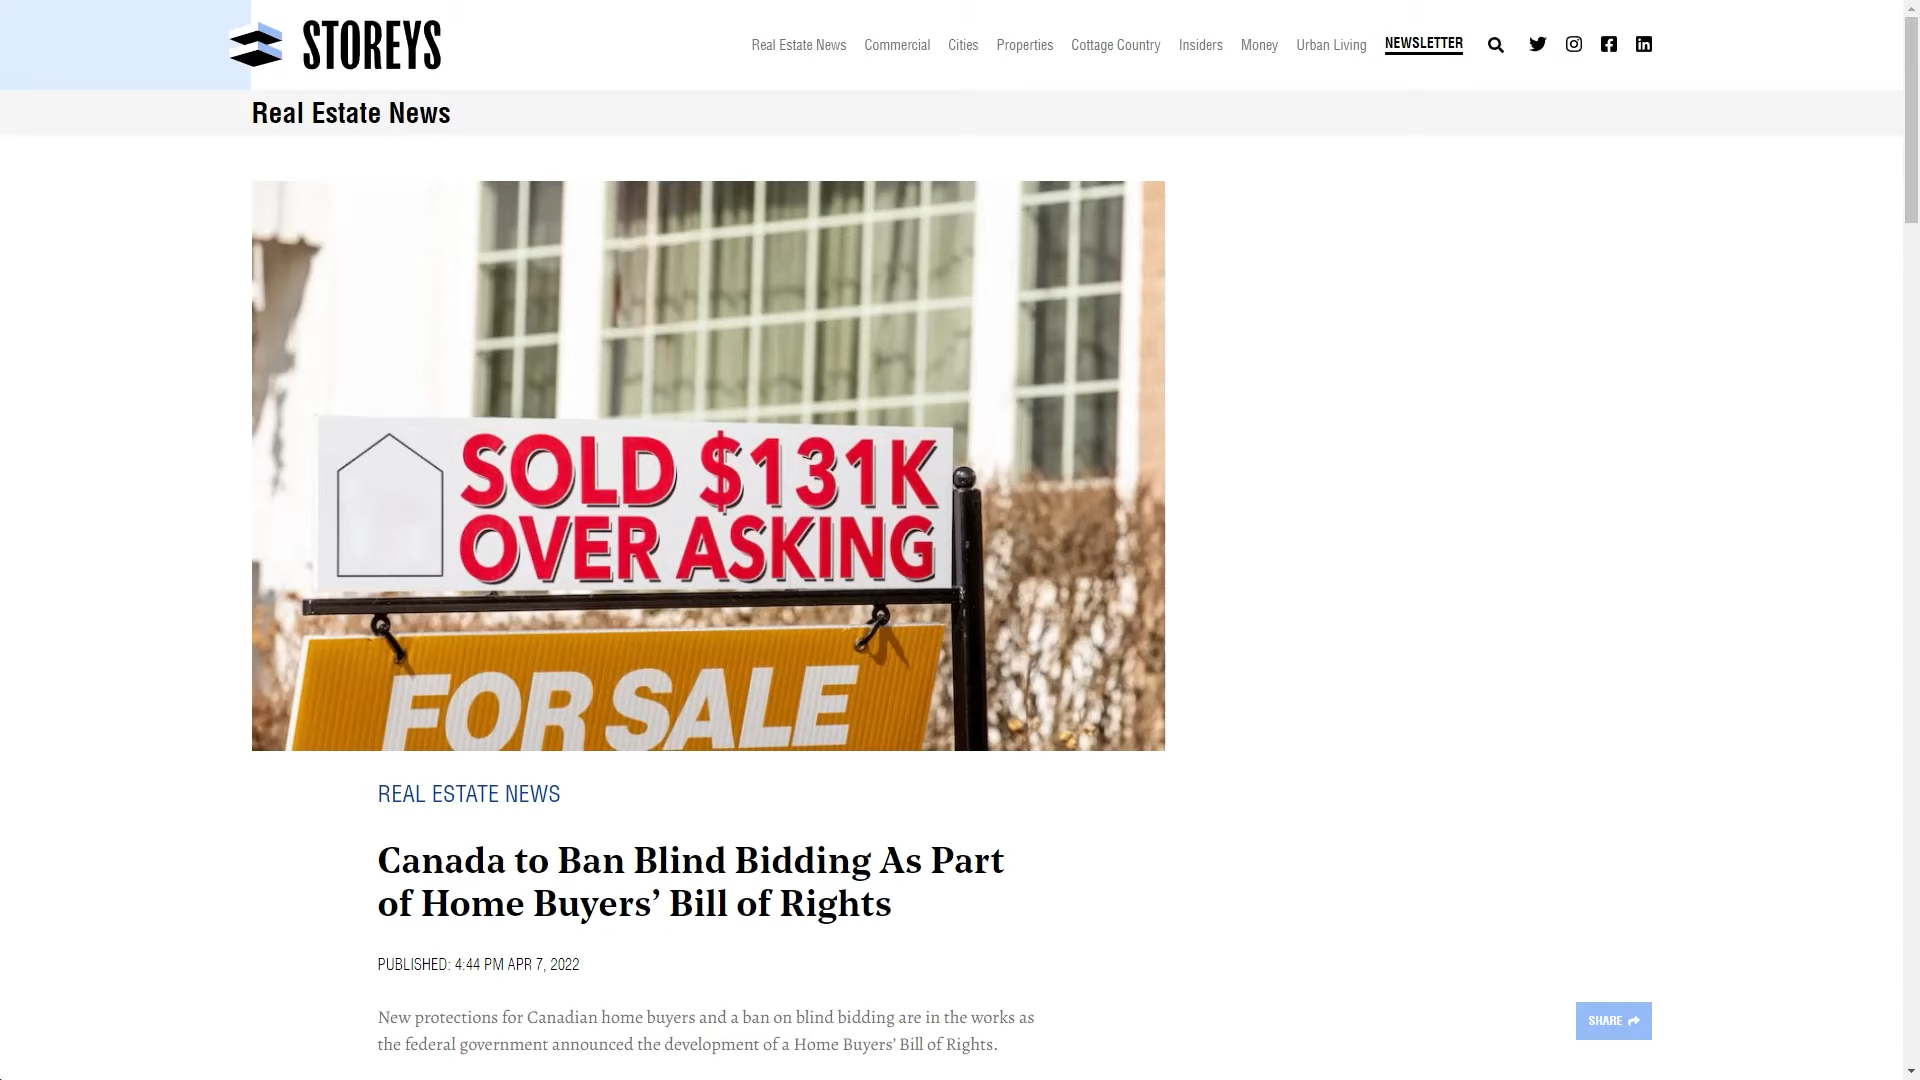 STOREYS
Real Estate News Commercial Cities Properties Cottage Country Insiders Money Urban Living NEWSLETTER
Real Estate News
SOLD $131K
OVER ASKING
FOR SALE
REAL ESTATE NEWS
Canada to Ban Blind Bidding As Part
of Home Buyers’ Bill of Rights
PUBLISHED: 4:44 PM APR 7, 2022
New protections for Canadian home buyers and a ban on blind bidding are in the works as
the federal government announced the development of a Home Buyers’ Bill of Rights.
SHARE